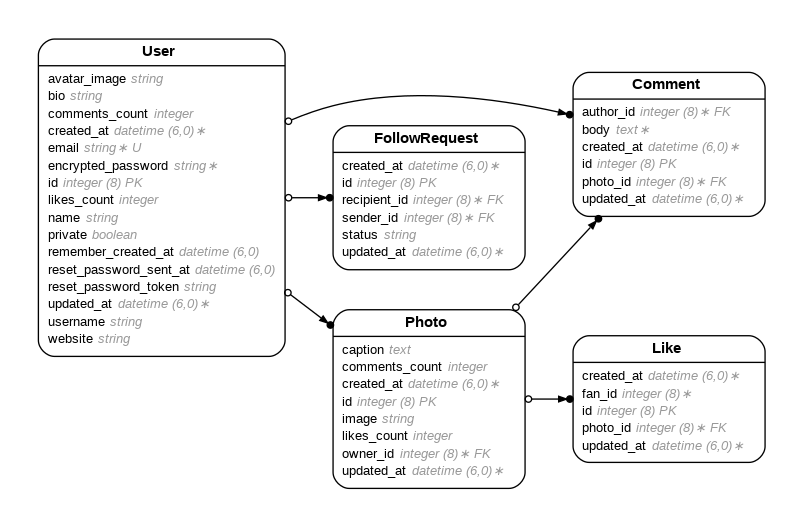 User
avatar_image string
bio string
comments_count integer
created_at datetime (6,0)∗
email string∗ U
encrypted_password string∗
id integer (8) PK
likes_count integer
name string
private boolean
remember_created_at datetime (6,0)
reset_password_sent_at datetime (6,0)
reset_password_token string
updated_at datetime (6,0)∗
username string
website string
FollowRequest
created_at datetime (6,0)∗
id integer (8) PK
recipient_id integer (8)∗ FK
sender_id integer (8)∗ FK
status string
updated_at datetime (6,0)∗
Photo
caption text
comments_count integer
created_at datetime (6,0)∗
id integer (8) PK
image string
likes_count integer
owner_id integer (8)∗ FK
updated_at datetime (6,0)∗
Comment
author_id integer (8)∗ FK
body text∗
created_at datetime (6,0)∗
id integer (8) PK
photo_id integer (8)∗ FK
updated_at datetime (6,0)∗
Like
created_at datetime (6,0)∗
fan_id integer (8)∗
id integer (8) PK
photo_id integer (8)∗ FK
updated_at datetime (6,0)∗